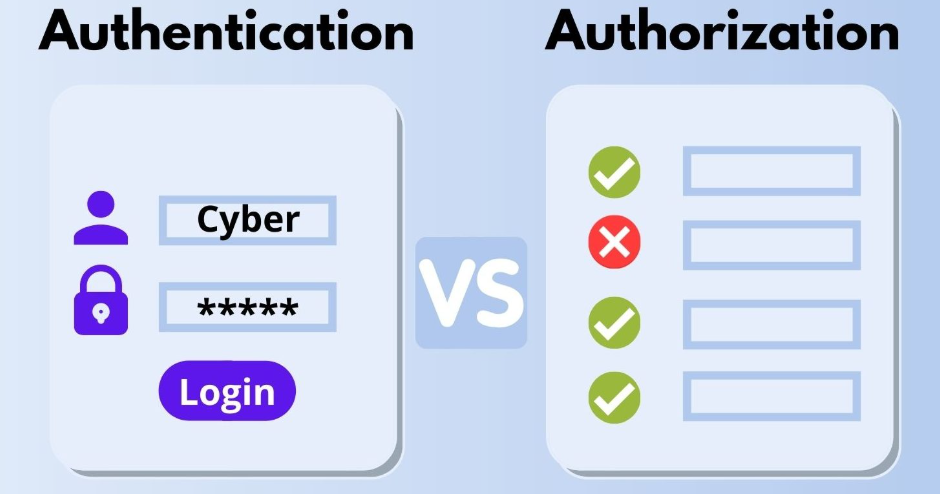 Authentication
Authorization
Cyber
*****
Login
VS